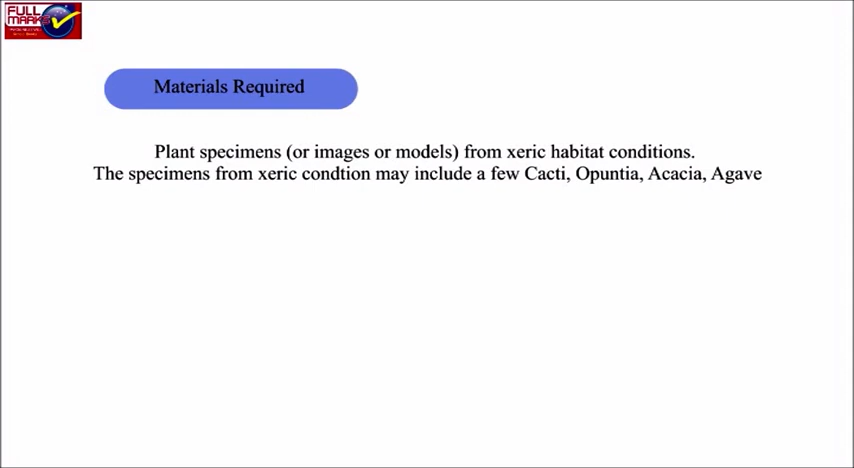 FULL
MARKS
Materials Required
Plant specimens (or images or models) from xeric habitat conditions.
The specimens from xeric condtion may include a few Cacti, Opuntia, Acacia, Agave